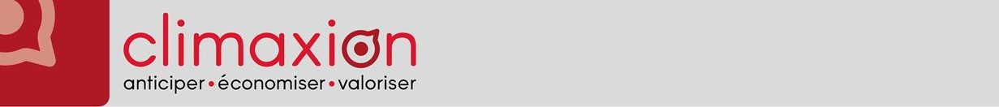 climaxion
anticiper • économiser • valoriser